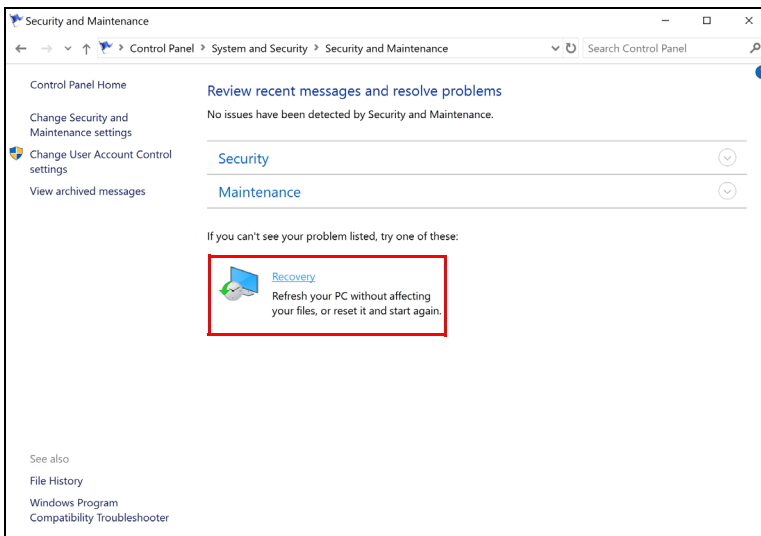 Security and Maintenance
Control Panel > System and Security > Security and Maintenance
Search Control Panel
Control Panel Home
Change Security and
Maintenance settings
Change User Account Control
settings
View archived messages
Review recent messages and resolve problems
No issues have been detected by Security and Maintenance.
Security
Maintenance
If you can't see your problem listed, try one of these:
Recovery
Refresh your PC without affecting
your files, or reset it and start again.
See also
File History
Windows Program
Compatibility Troubleshooter